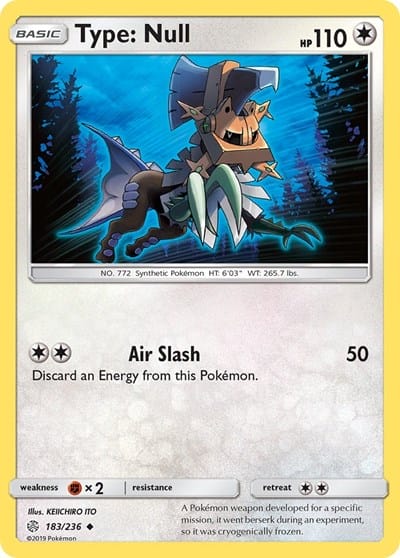 BASIC Type: Null HP 110
NO. 772 Synthetic Pokémon HT: 6'03" WT: 265.7 lbs.
Air Slash 50
Discard an Energy from this Pokémon.
weakness × 2 resistance retreat
Illus. KEIICHIRO ITO
183/236
©2019 Pokémon
A Pokémon weapon developed for a specific
mission, it went berserk during an experiment,
so it was cryogenically frozen.